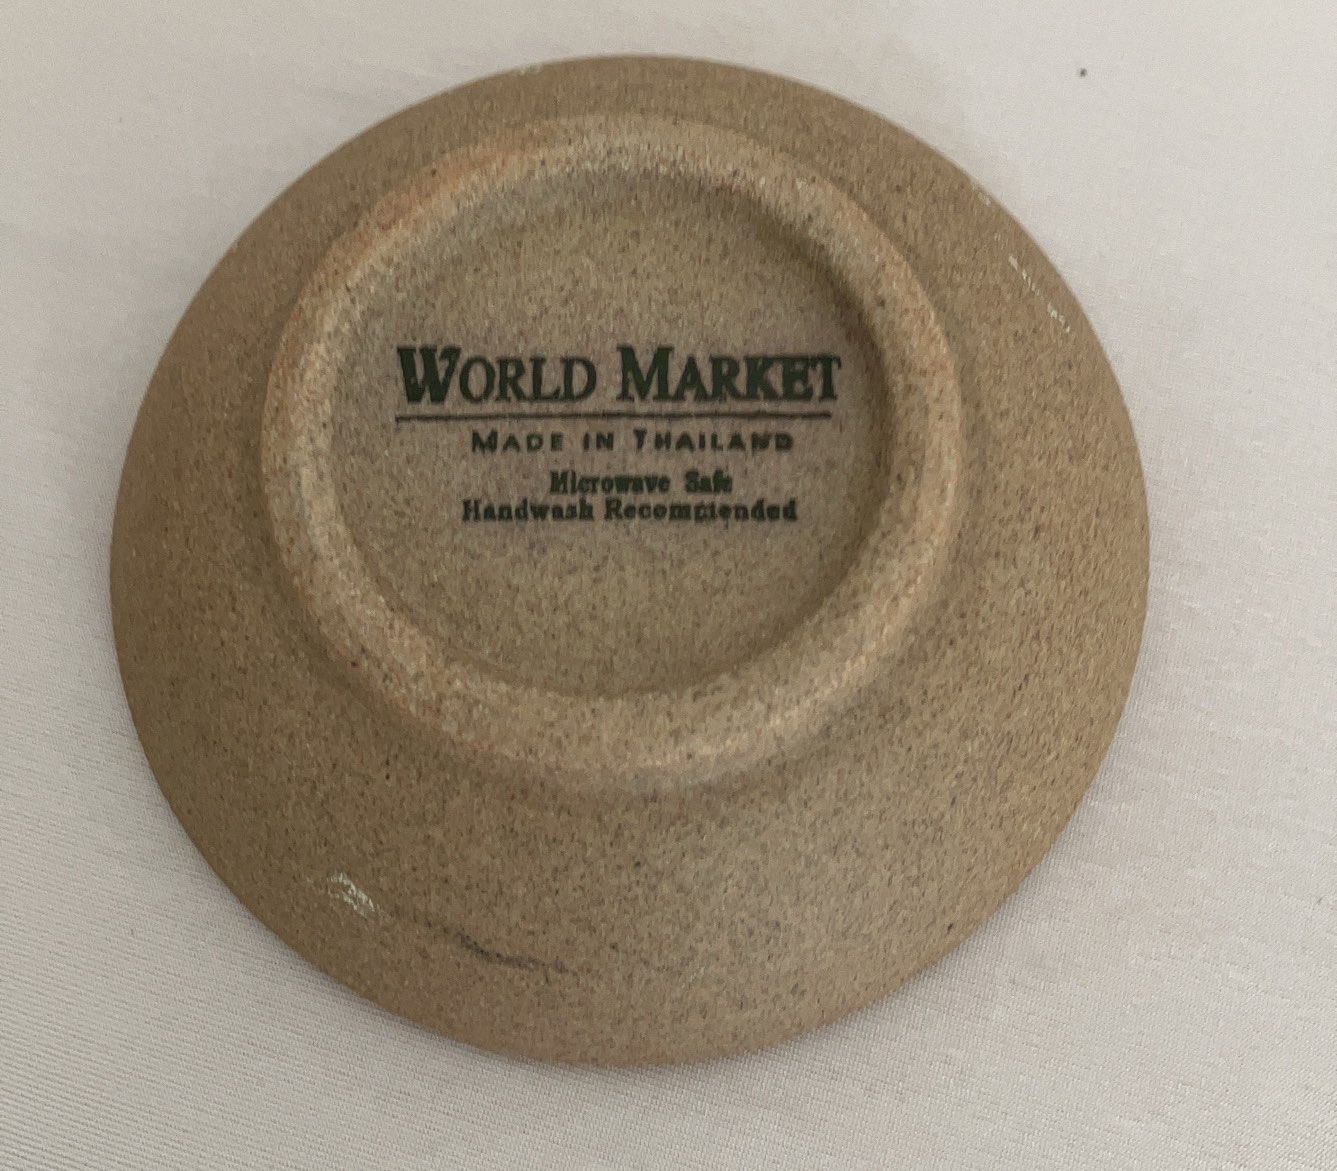 WORLD MARKET
MADE IN THAILAND
Microwave Safe
Handwash Recommended